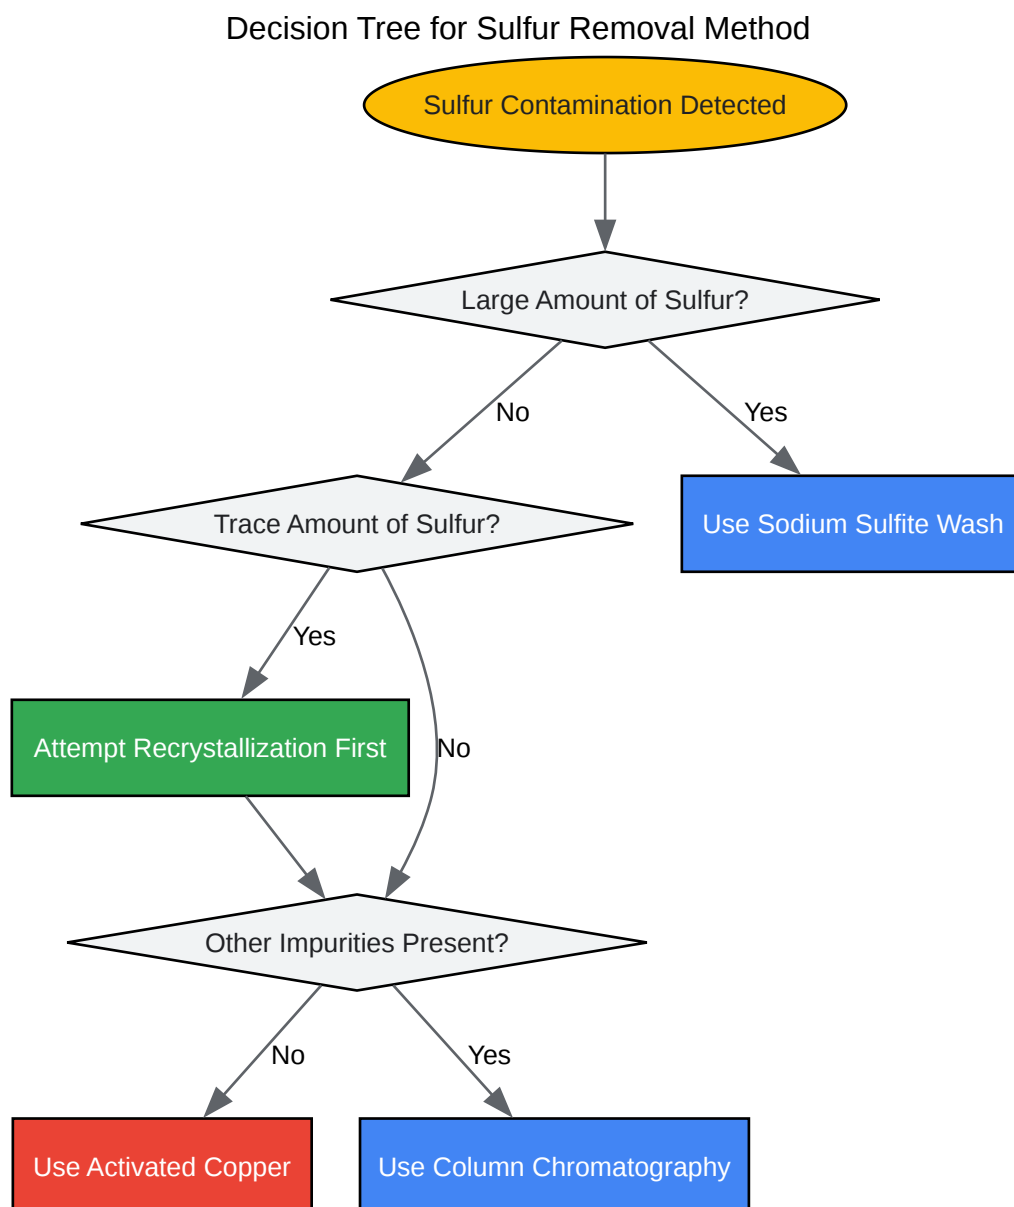 Decision Tree for Sulfur Removal Method
Sulfur Contamination Detected
Large Amount of Sulfur?
No
Yes
Trace Amount of Sulfur?
Use Sodium Sulfite Wash
Yes
Attempt Recrystallization First
No
Other Impurities Present?
No
Yes
Use Activated Copper
Use Column Chromatography